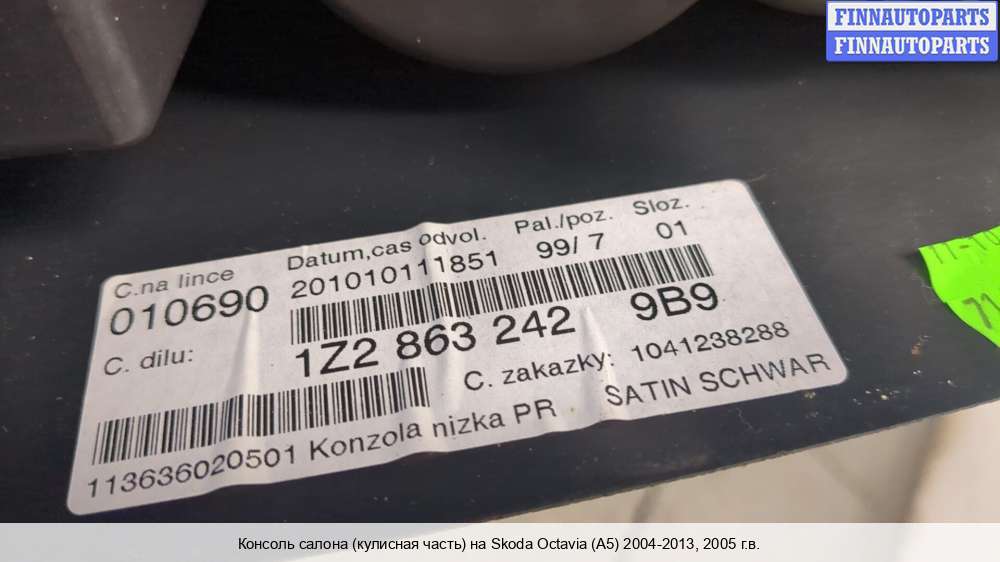 FINNAUTOPARTS
FINNAUTOPARTS
C.na lince Datum,cas odvol. Pal./poz. Sloz.
010690 201010111851 99/ 7 01
C. dilu: 1Z2 863 242 9B9
C. zakazky: 1041238288
113636020501 Konzola nizka PR SATIN SCHWAR
Консоль салона (кулисная часть) на Skoda Octavia (A5) 2004-2013, 2005 г.в.